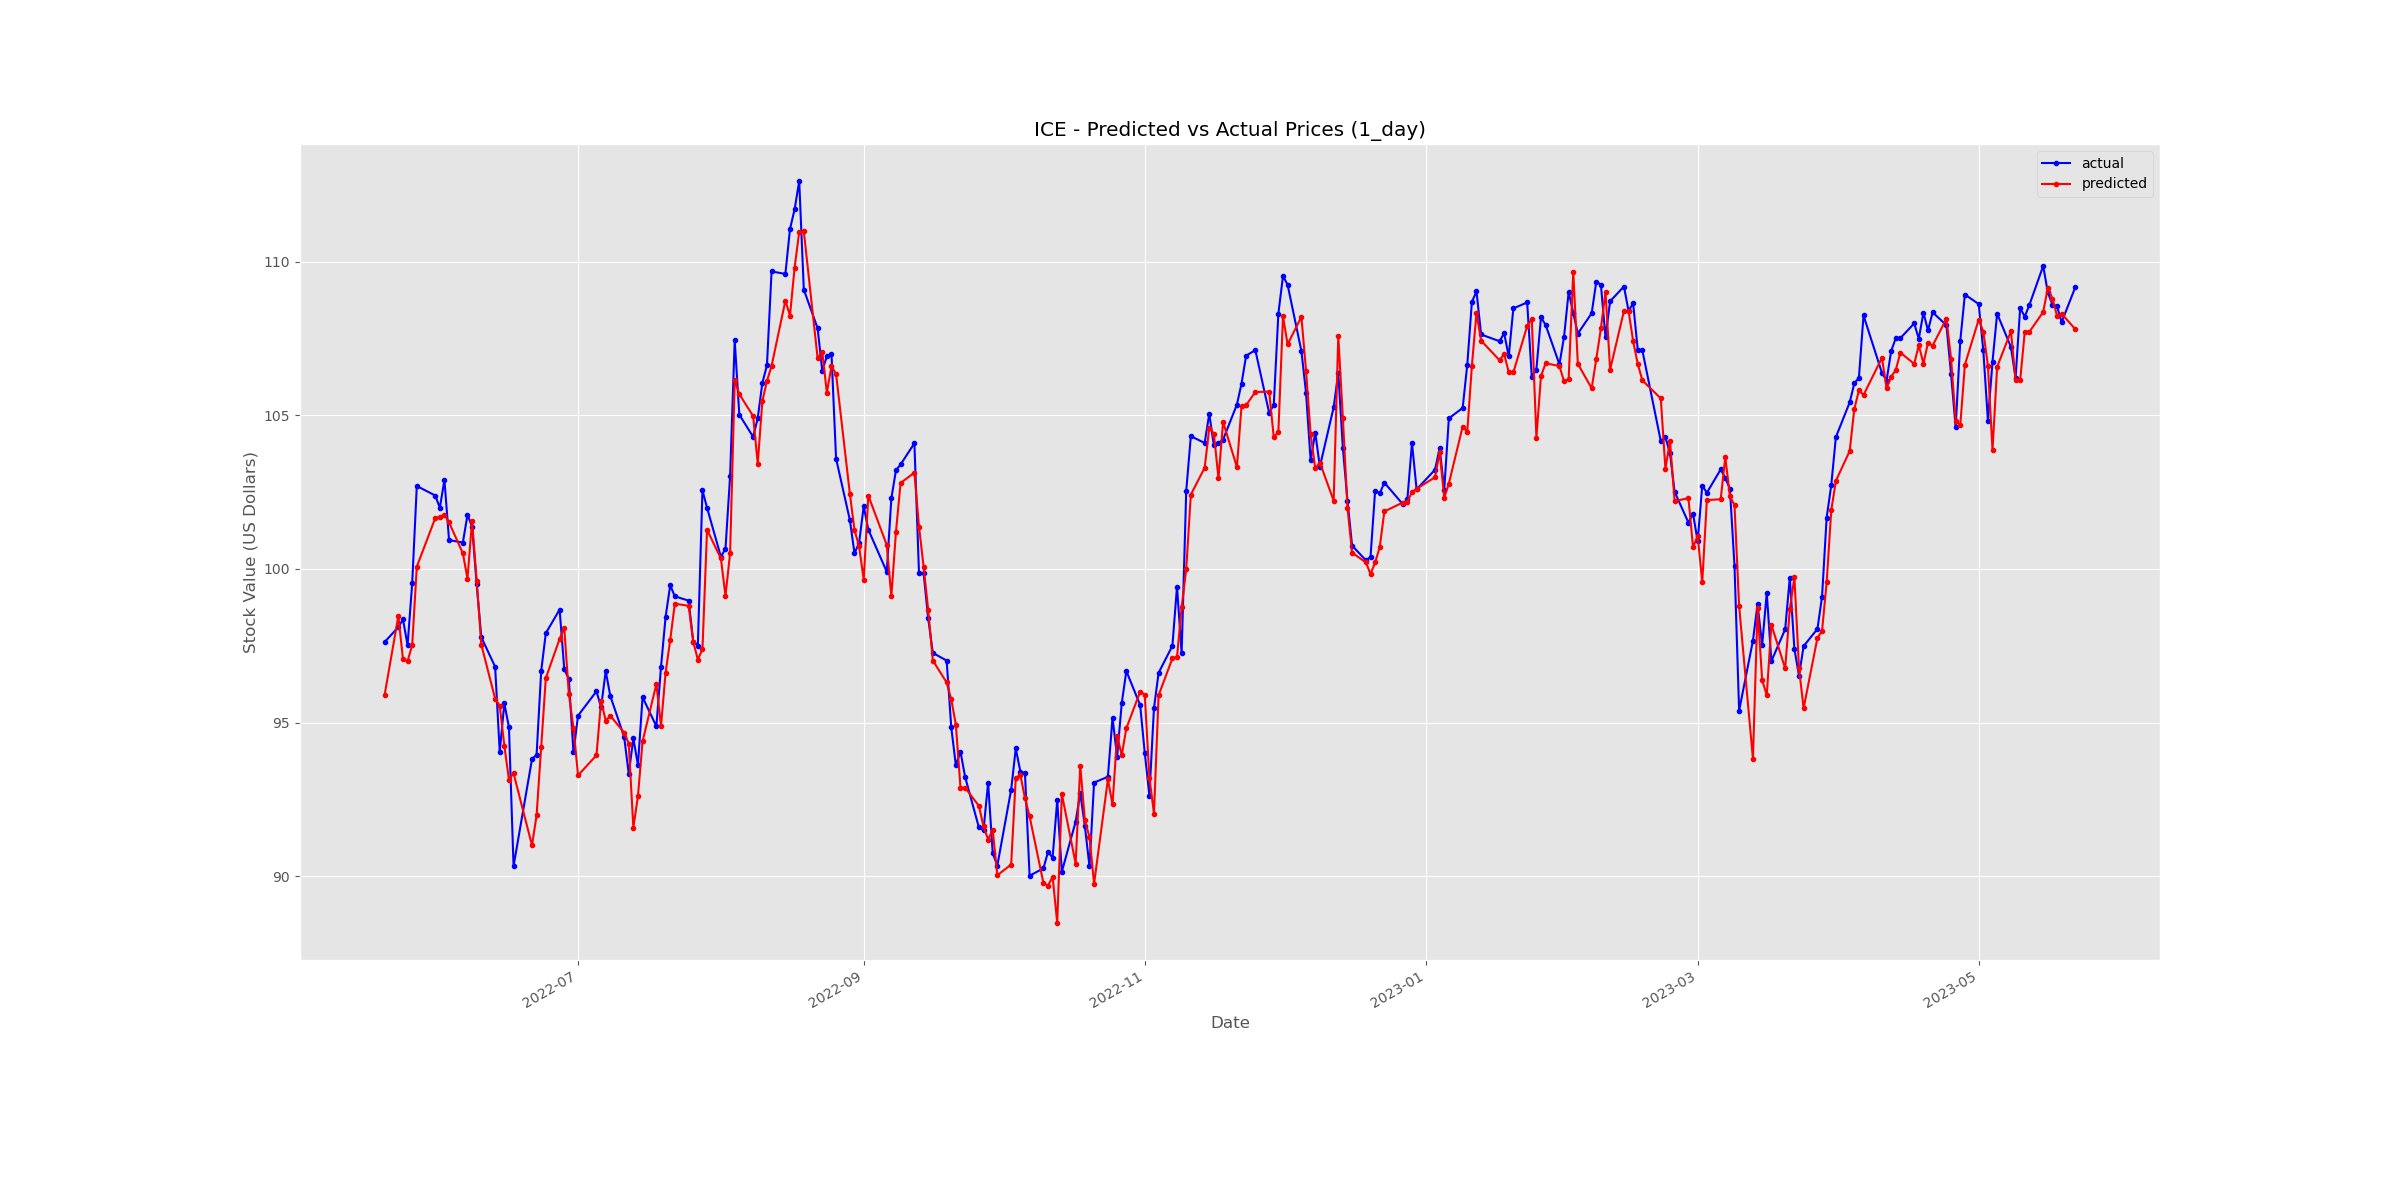 ICE - Predicted vs Actual Prices (1_day)
actual
predicted
110
105
100
95
90
Stock Value (US Dollars)
2022-07
2022-09
2022-11
2023-01
2023-03
2023-05
Date